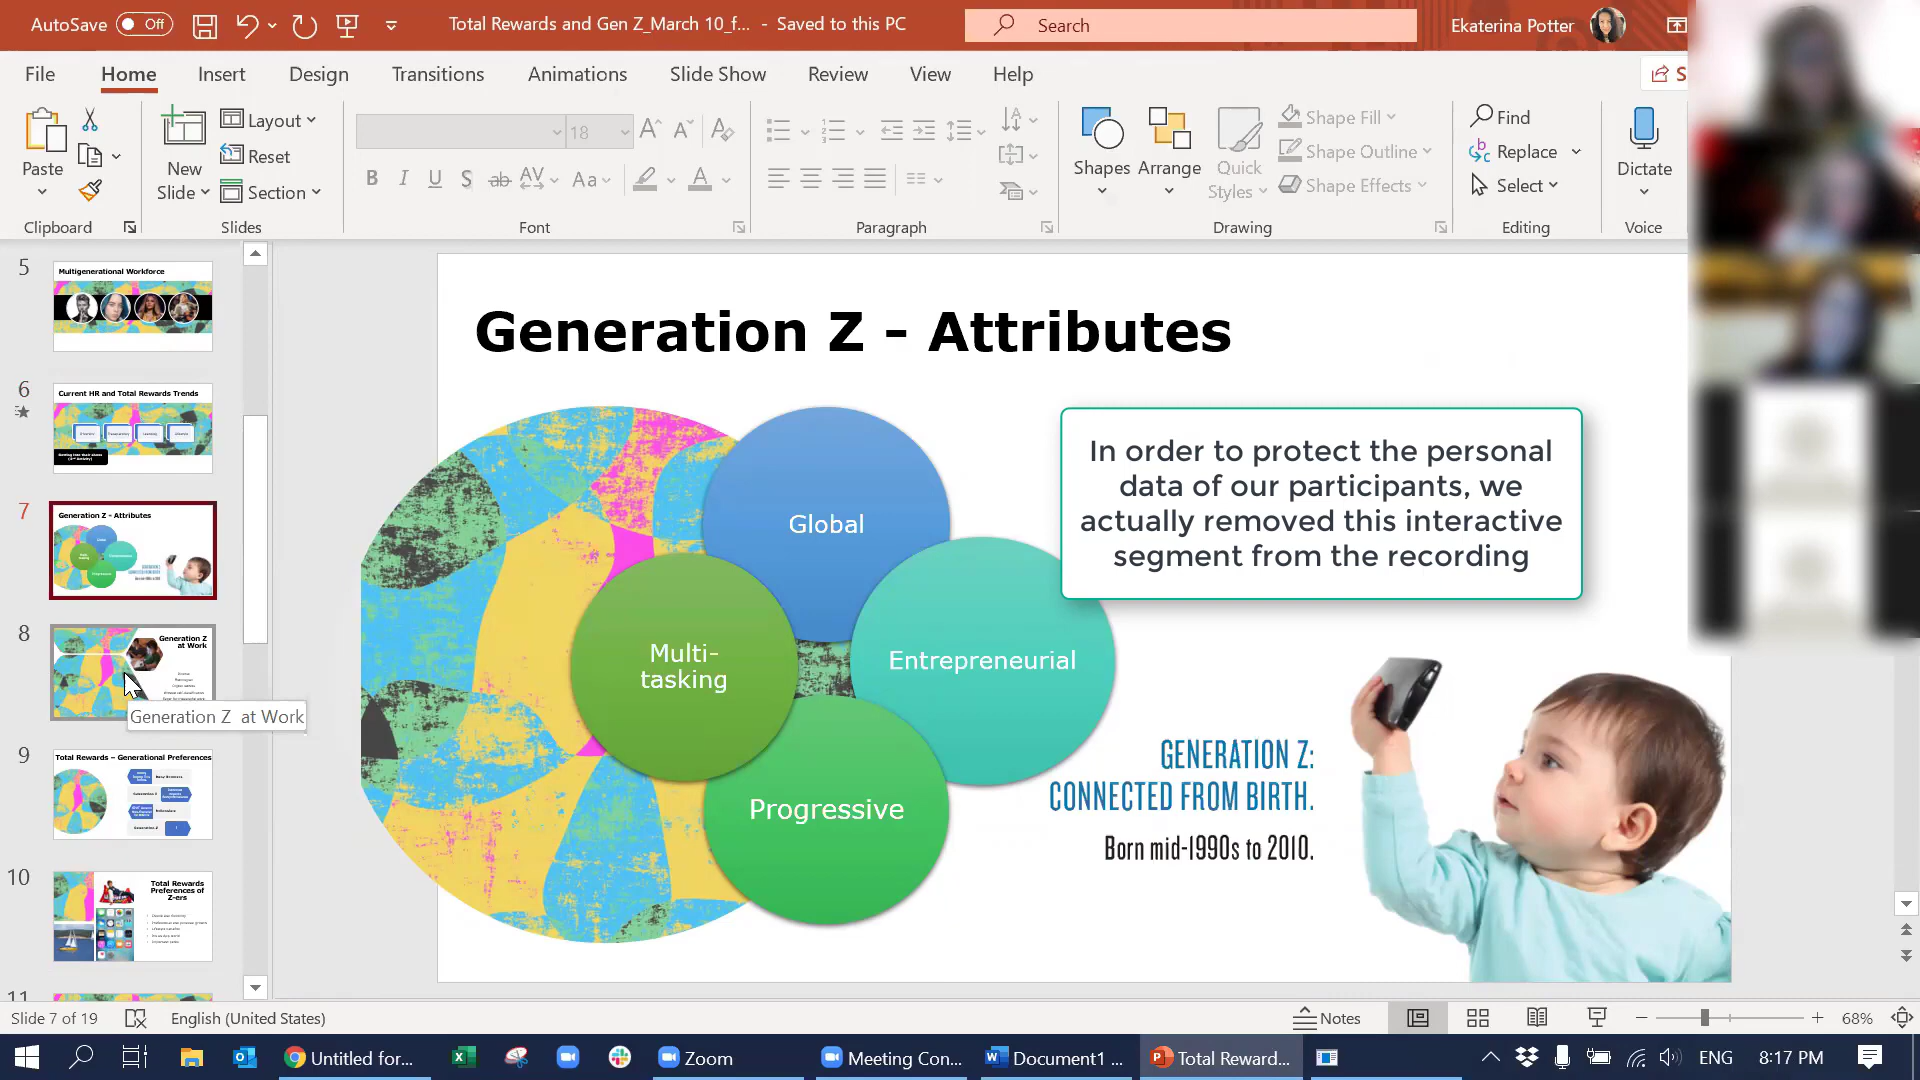 AutoSave Off
Total Rewards and Gen Z_March 10_f... - Saved to this PC
Search
Ekaterina Potter
File Home Insert Design Transitions Animations Slide Show Review View Help
S
Paste
New
Slide
Layout
Reset
Section
18
Shapes
Arrange
Quick
Styles
Shape Fill
Shape Outline
Shape Effects
Find
Replace
Select
Dictate
Clipboard
Slides
Font
Paragraph
Drawing
Editing
Voice
5
Multigenerational Workforce
6
Current HR and Total Rewards Trends
7
Generation Z - Attributes
8
Generation Z
at Work
Generation Z at Work
9
Total Rewards – Generational Preferences
10
Total Rewards
Preferences of
Z-ers
11
Generation Z - Attributes
Global
Multi-
tasking
Entrepreneurial
Progressive
In order to protect the personal
data of our participants, we
actually removed this interactive
segment from the recording
GENERATION Z:
CONNECTED FROM BIRTH.
Born mid-1990s to 2010.
Slide 7 of 19
English (United States)
Notes
68%
Untitled for...
Zoom
Meeting Con...
Document1 ...
Total Reward...
ENG
8:17 PM